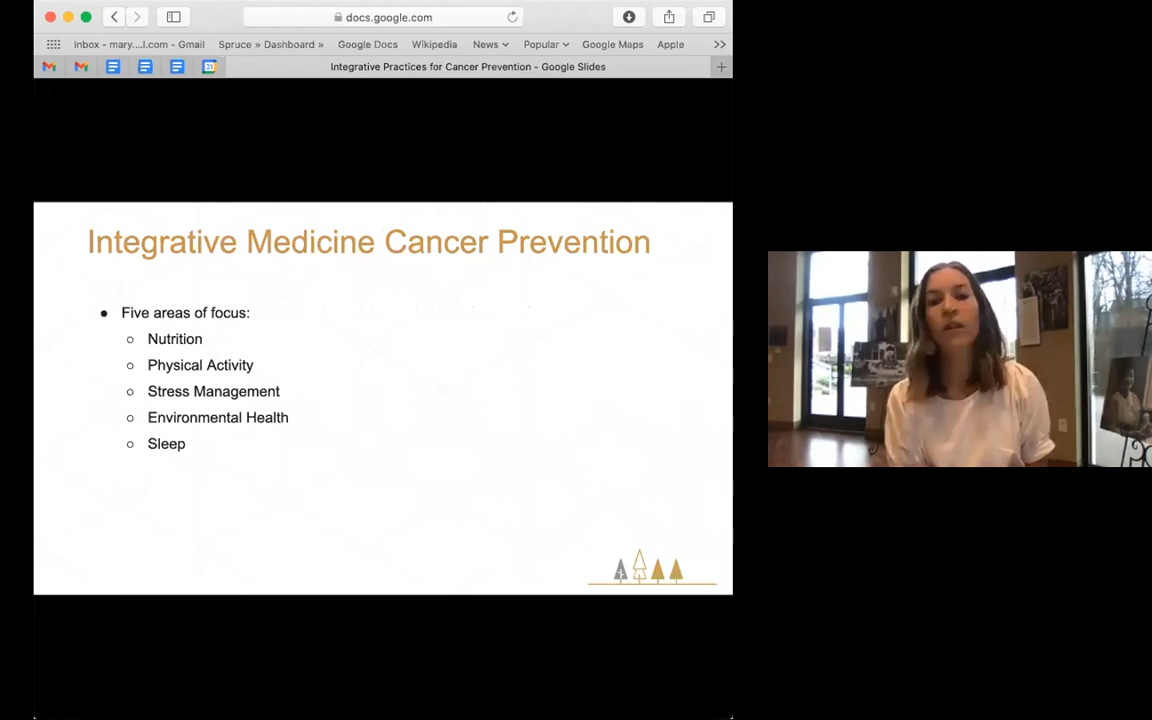 docs.google.com
Inbox - mary....l.com - Gmail
Spruce » Dashboard »
Google Docs
Wikipedia
News
Popular
Google Maps
Apple
31
Integrative Practices for Cancer Prevention - Google Slides
Integrative Medicine Cancer Prevention
Five areas of focus:
Nutrition
Physical Activity
Stress Management
Environmental Health
Sleep